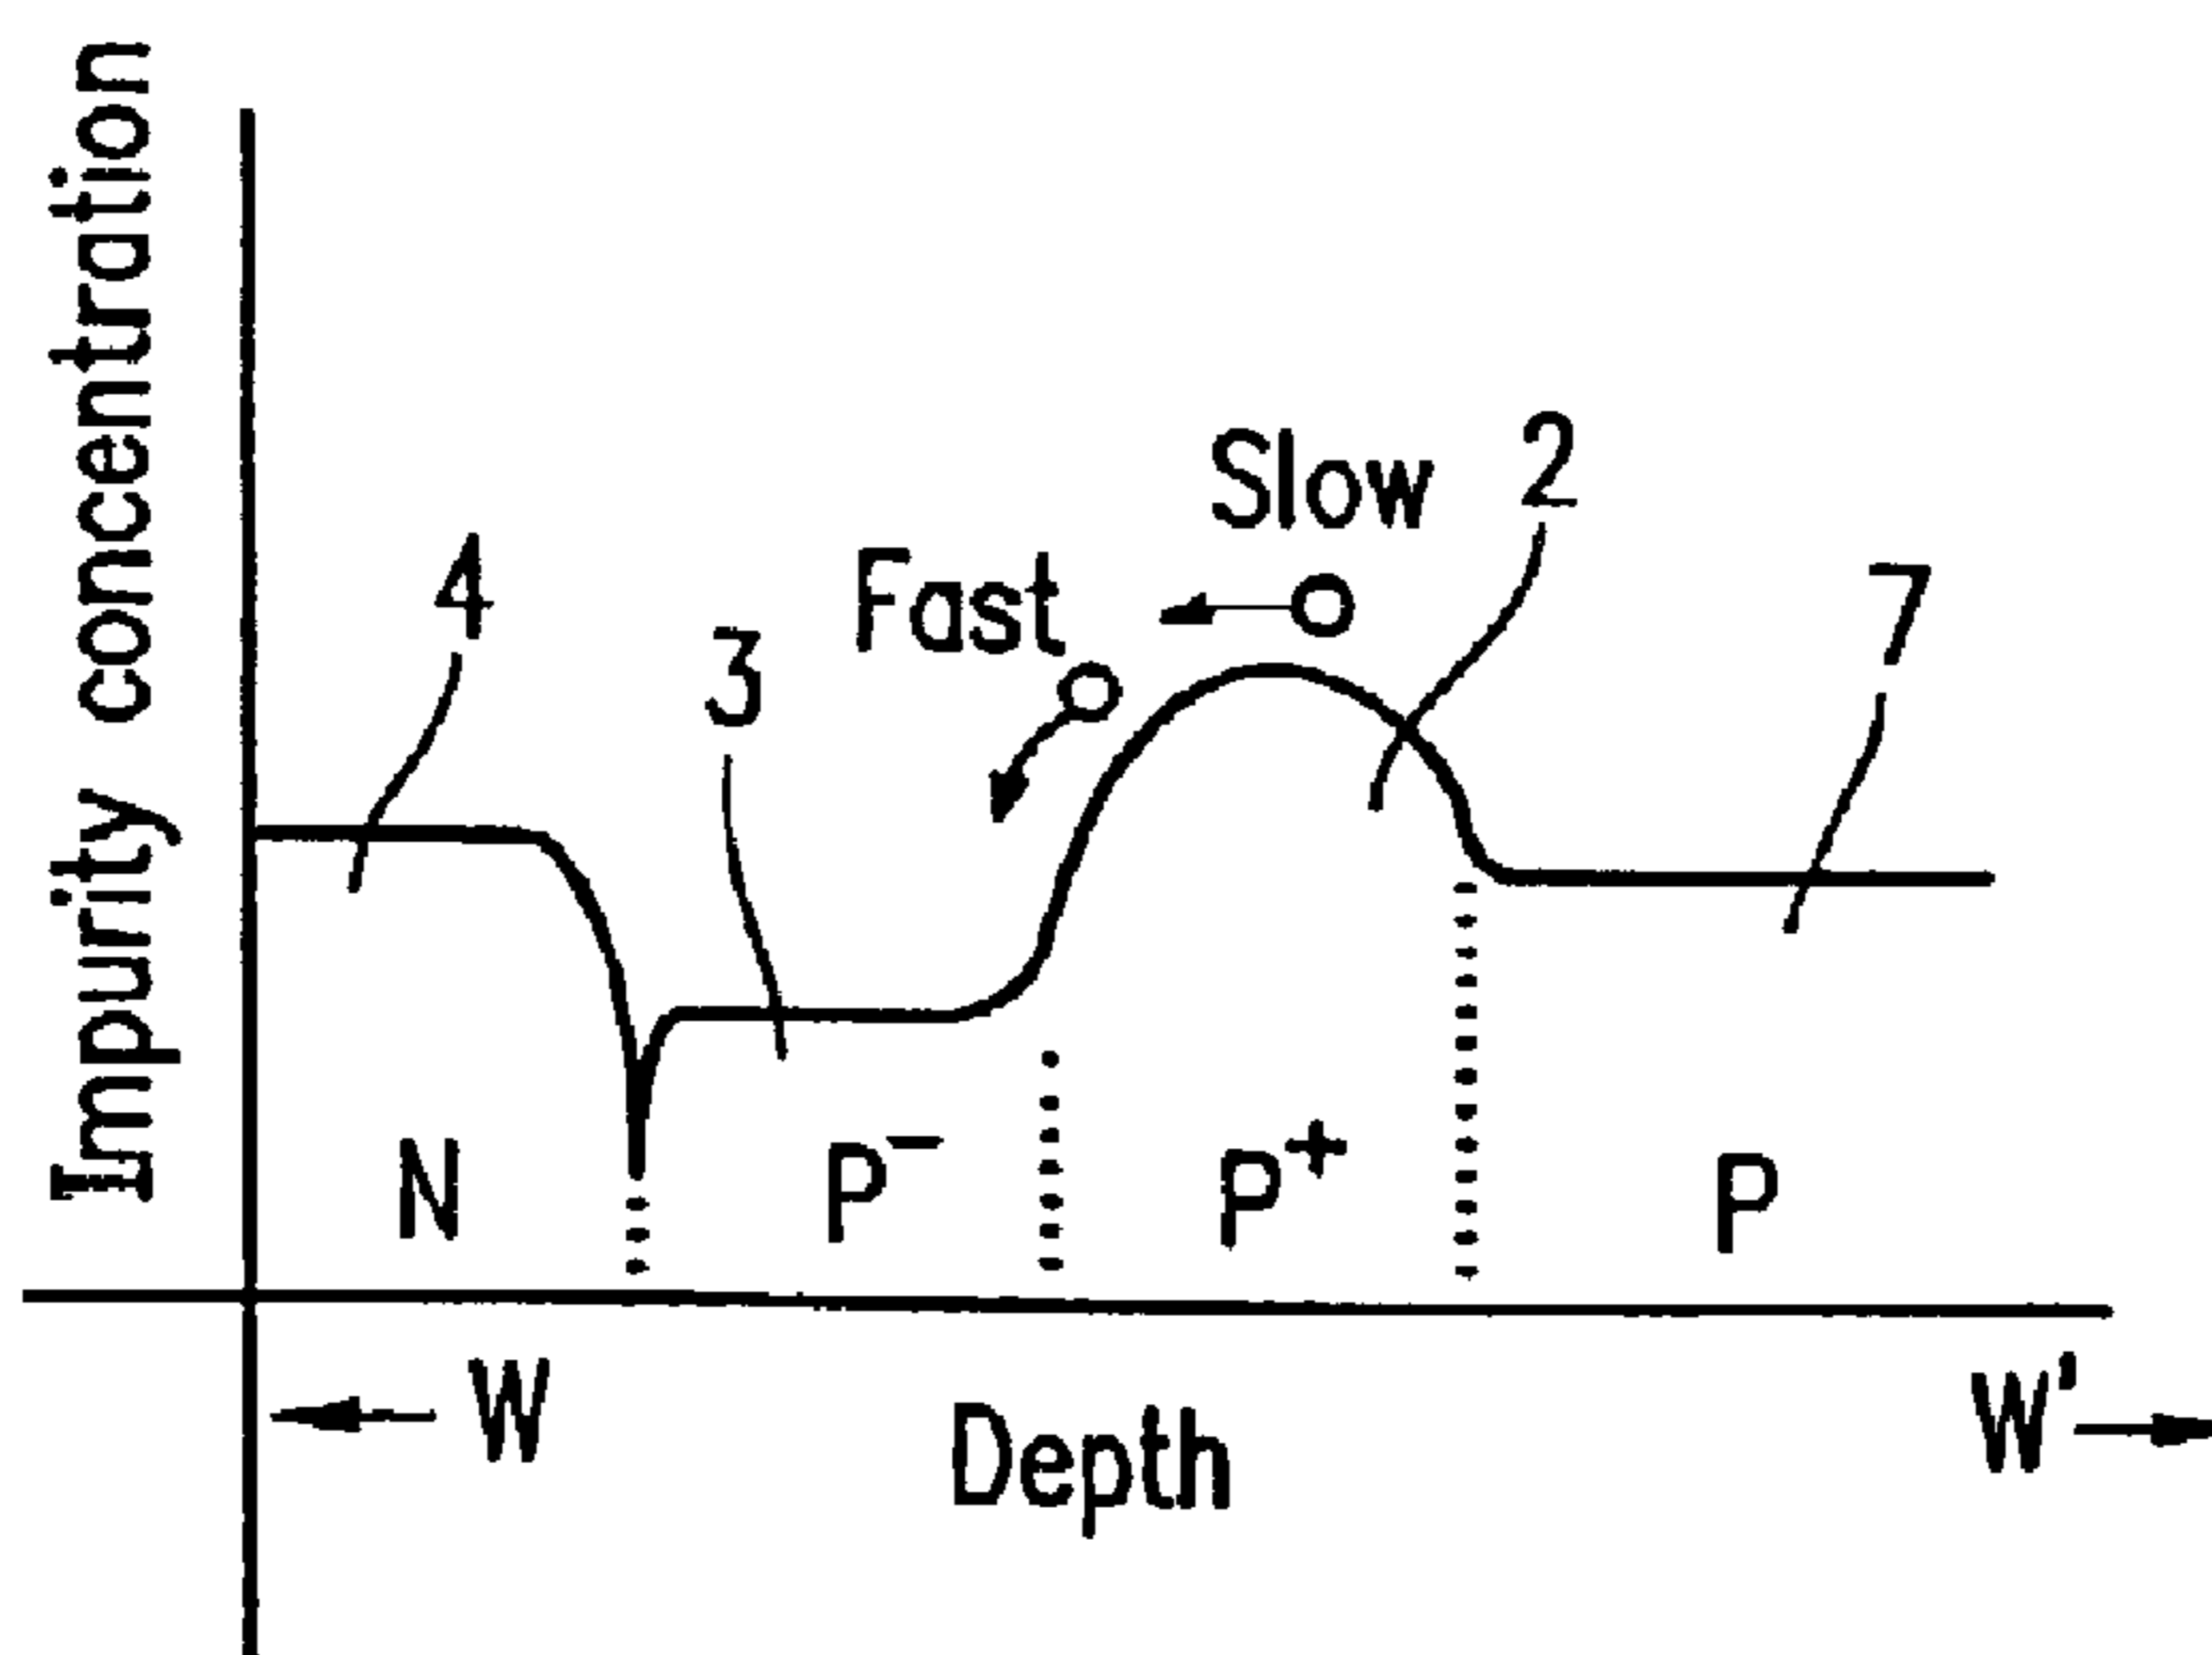 Impurity concentration
Slow
2
Fast
4
3
7
N
P⁻
P⁺
P
W
Depth
W'